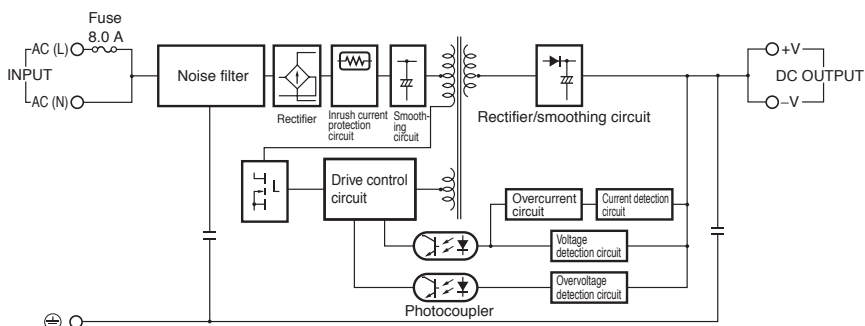 Fuse
8.0 A
AC (L)
INPUT
AC (N)
Noise filter
Rectifier
Inrush current
protection
circuit
Smooth-
ing
circuit
Rectifier/smoothing circuit
+V
DC OUTPUT
−V
Drive control
circuit
Overcurrent
circuit
Current detection
circuit
Voltage
detection circuit
Overvoltage
detection circuit
Photocoupler